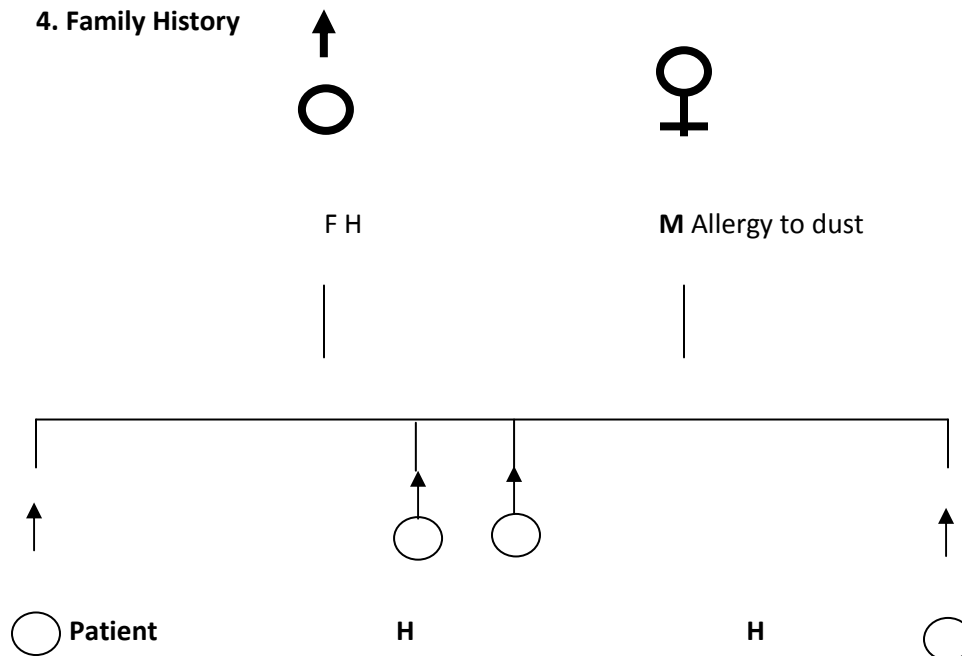 4. Family History
F H
M Allergy to dust
Patient
H
H